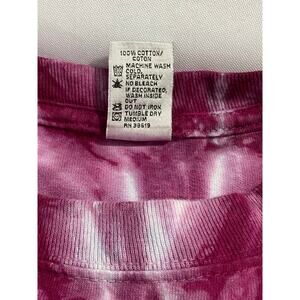 100% COTTON/
COTON
MACHINE WASH
COLD,
SEPARATELY
NO BLEACH
IF DECORATED,
WASH INSIDE
OUT
DO NOT IRON
TUMBLE DRY
MEDIUM
RN 38619